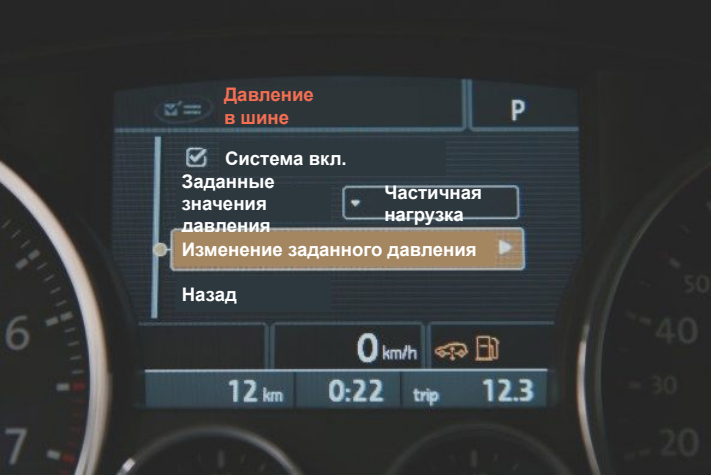 Давление
в шине
P
Система вкл.
Заданные
значения
давления
Частичная
нагрузка
Изменение заданного давления
Назад
0 km/h
12 km
0:22
trip 12.3
6
7
50
40
30
20